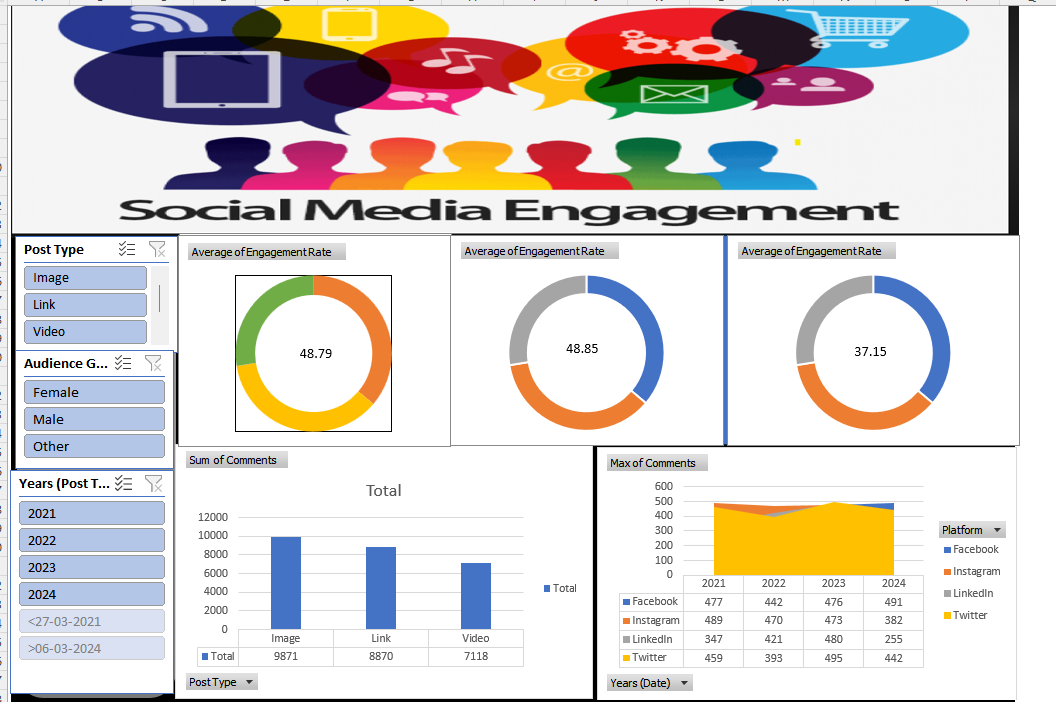 @
Social Media Engagement
Post Type
Image
Link
Video
Audience G...
Female
Male
Other
Years (Post T...
2021
2022
2023
2024
<27-03-2021
>06-03-2024
Average of Engagement Rate
48.79
Average of Engagement Rate
48.85
Average of Engagement Rate
37.15
Sum of Comments
Total
12000
10000
8000
6000
4000
2000
0
Image Link Video
Total 9871 8870 7118
Total
Post Type
Max of Comments
600
500
400
300
200
100
0
2021 2022 2023 2024
Facebook 477 442 476 491
Instagram 489 470 473 382
LinkedIn 347 421 480 255
Twitter 459 393 495 442
Platform
Facebook
Instagram
LinkedIn
Twitter
Years (Date)